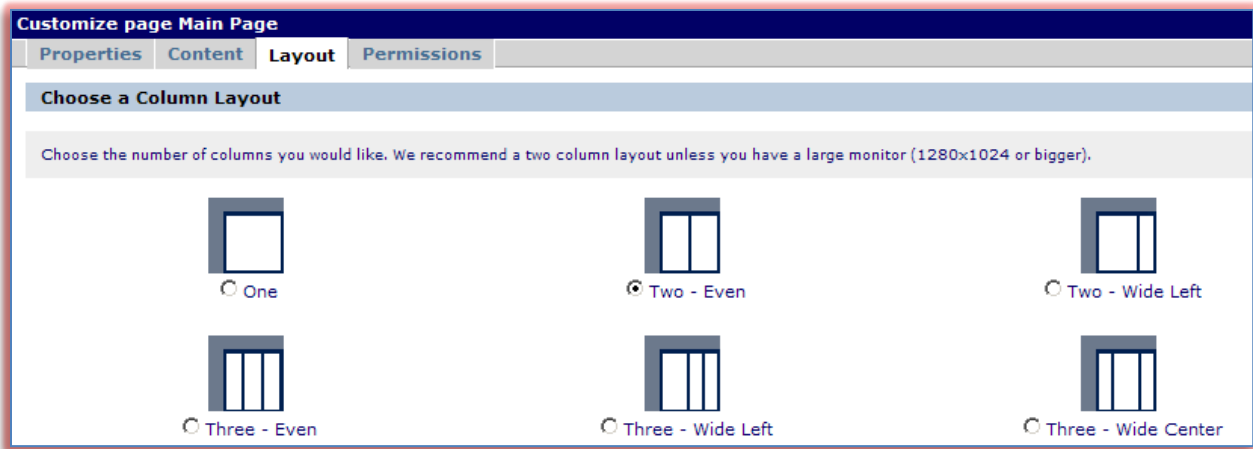 Customize page Main Page
Properties Content Layout Permissions
Choose a Column Layout
Choose the number of columns you would like. We recommend a two column layout unless you have a large monitor (1280x1024 or bigger).
One Two - Even Two - Wide Left
Three - Even Three - Wide Left Three - Wide Center